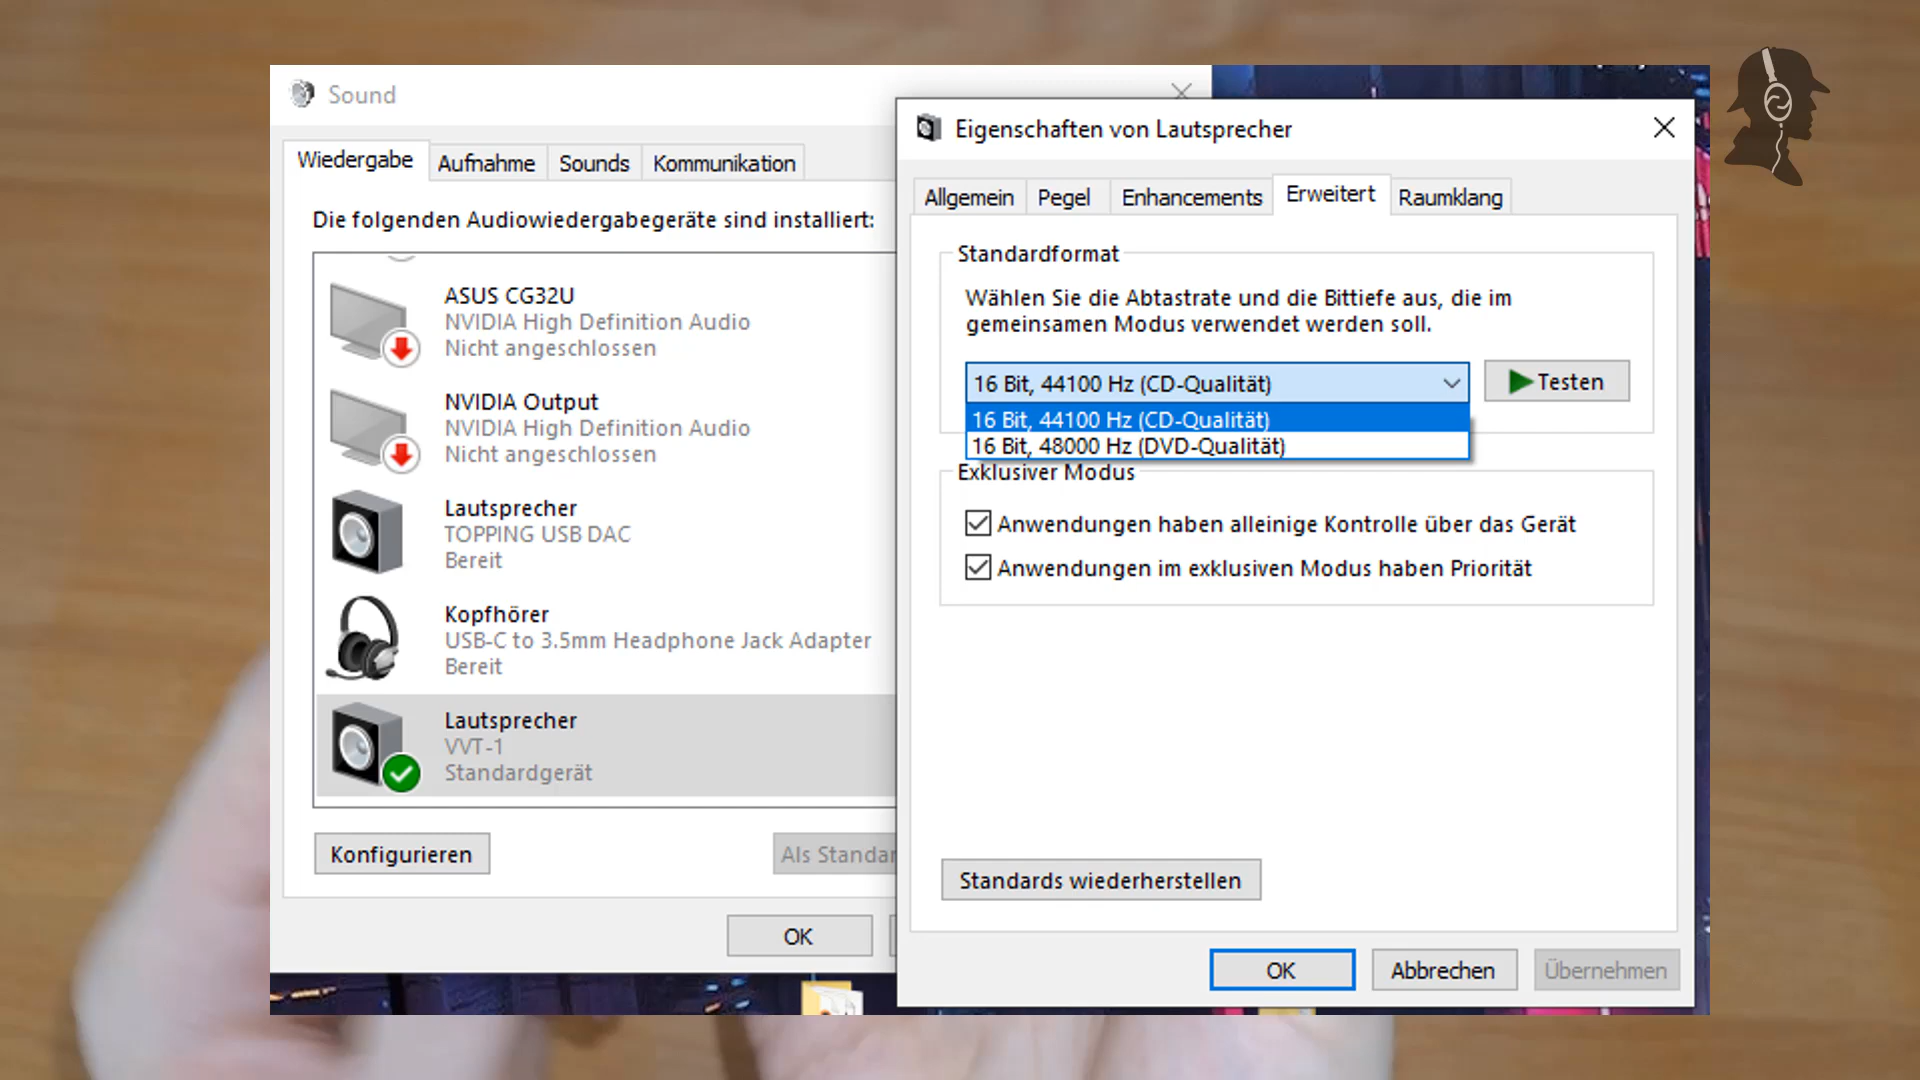 Sound
Wiedergabe
Aufnahme
Sounds
Kommunikation
Die folgenden Audiowiedergabegeräte sind installiert:
ASUS CG32U
NVIDIA High Definition Audio
Nicht angeschlossen
NVIDIA Output
NVIDIA High Definition Audio
Nicht angeschlossen
Lautsprecher
TOPPING USB DAC
Bereit
Kopfhörer
USB-C to 3.5mm Headphone Jack Adapter
Bereit
Lautsprecher
VVT-1
Standardgerät
Konfigurieren
Als Standar
OK
Eigenschaften von Lautsprecher
Allgemein
Pegel
Enhancements
Erweitert
Raumklang
Standardformat
Wählen Sie die Abtastrate und die Bittiefe aus, die im
gemeinsamen Modus verwendet werden soll.
16 Bit, 44100 Hz (CD-Qualität)
Testen
16 Bit, 44100 Hz (CD-Qualität)
16 Bit, 48000 Hz (DVD-Qualität)
Exklusiver Modus
Anwendungen haben alleinige Kontrolle über das Gerät
Anwendungen im exklusiven Modus haben Priorität
Standards wiederherstellen
OK
Abbrechen
Übernehmen